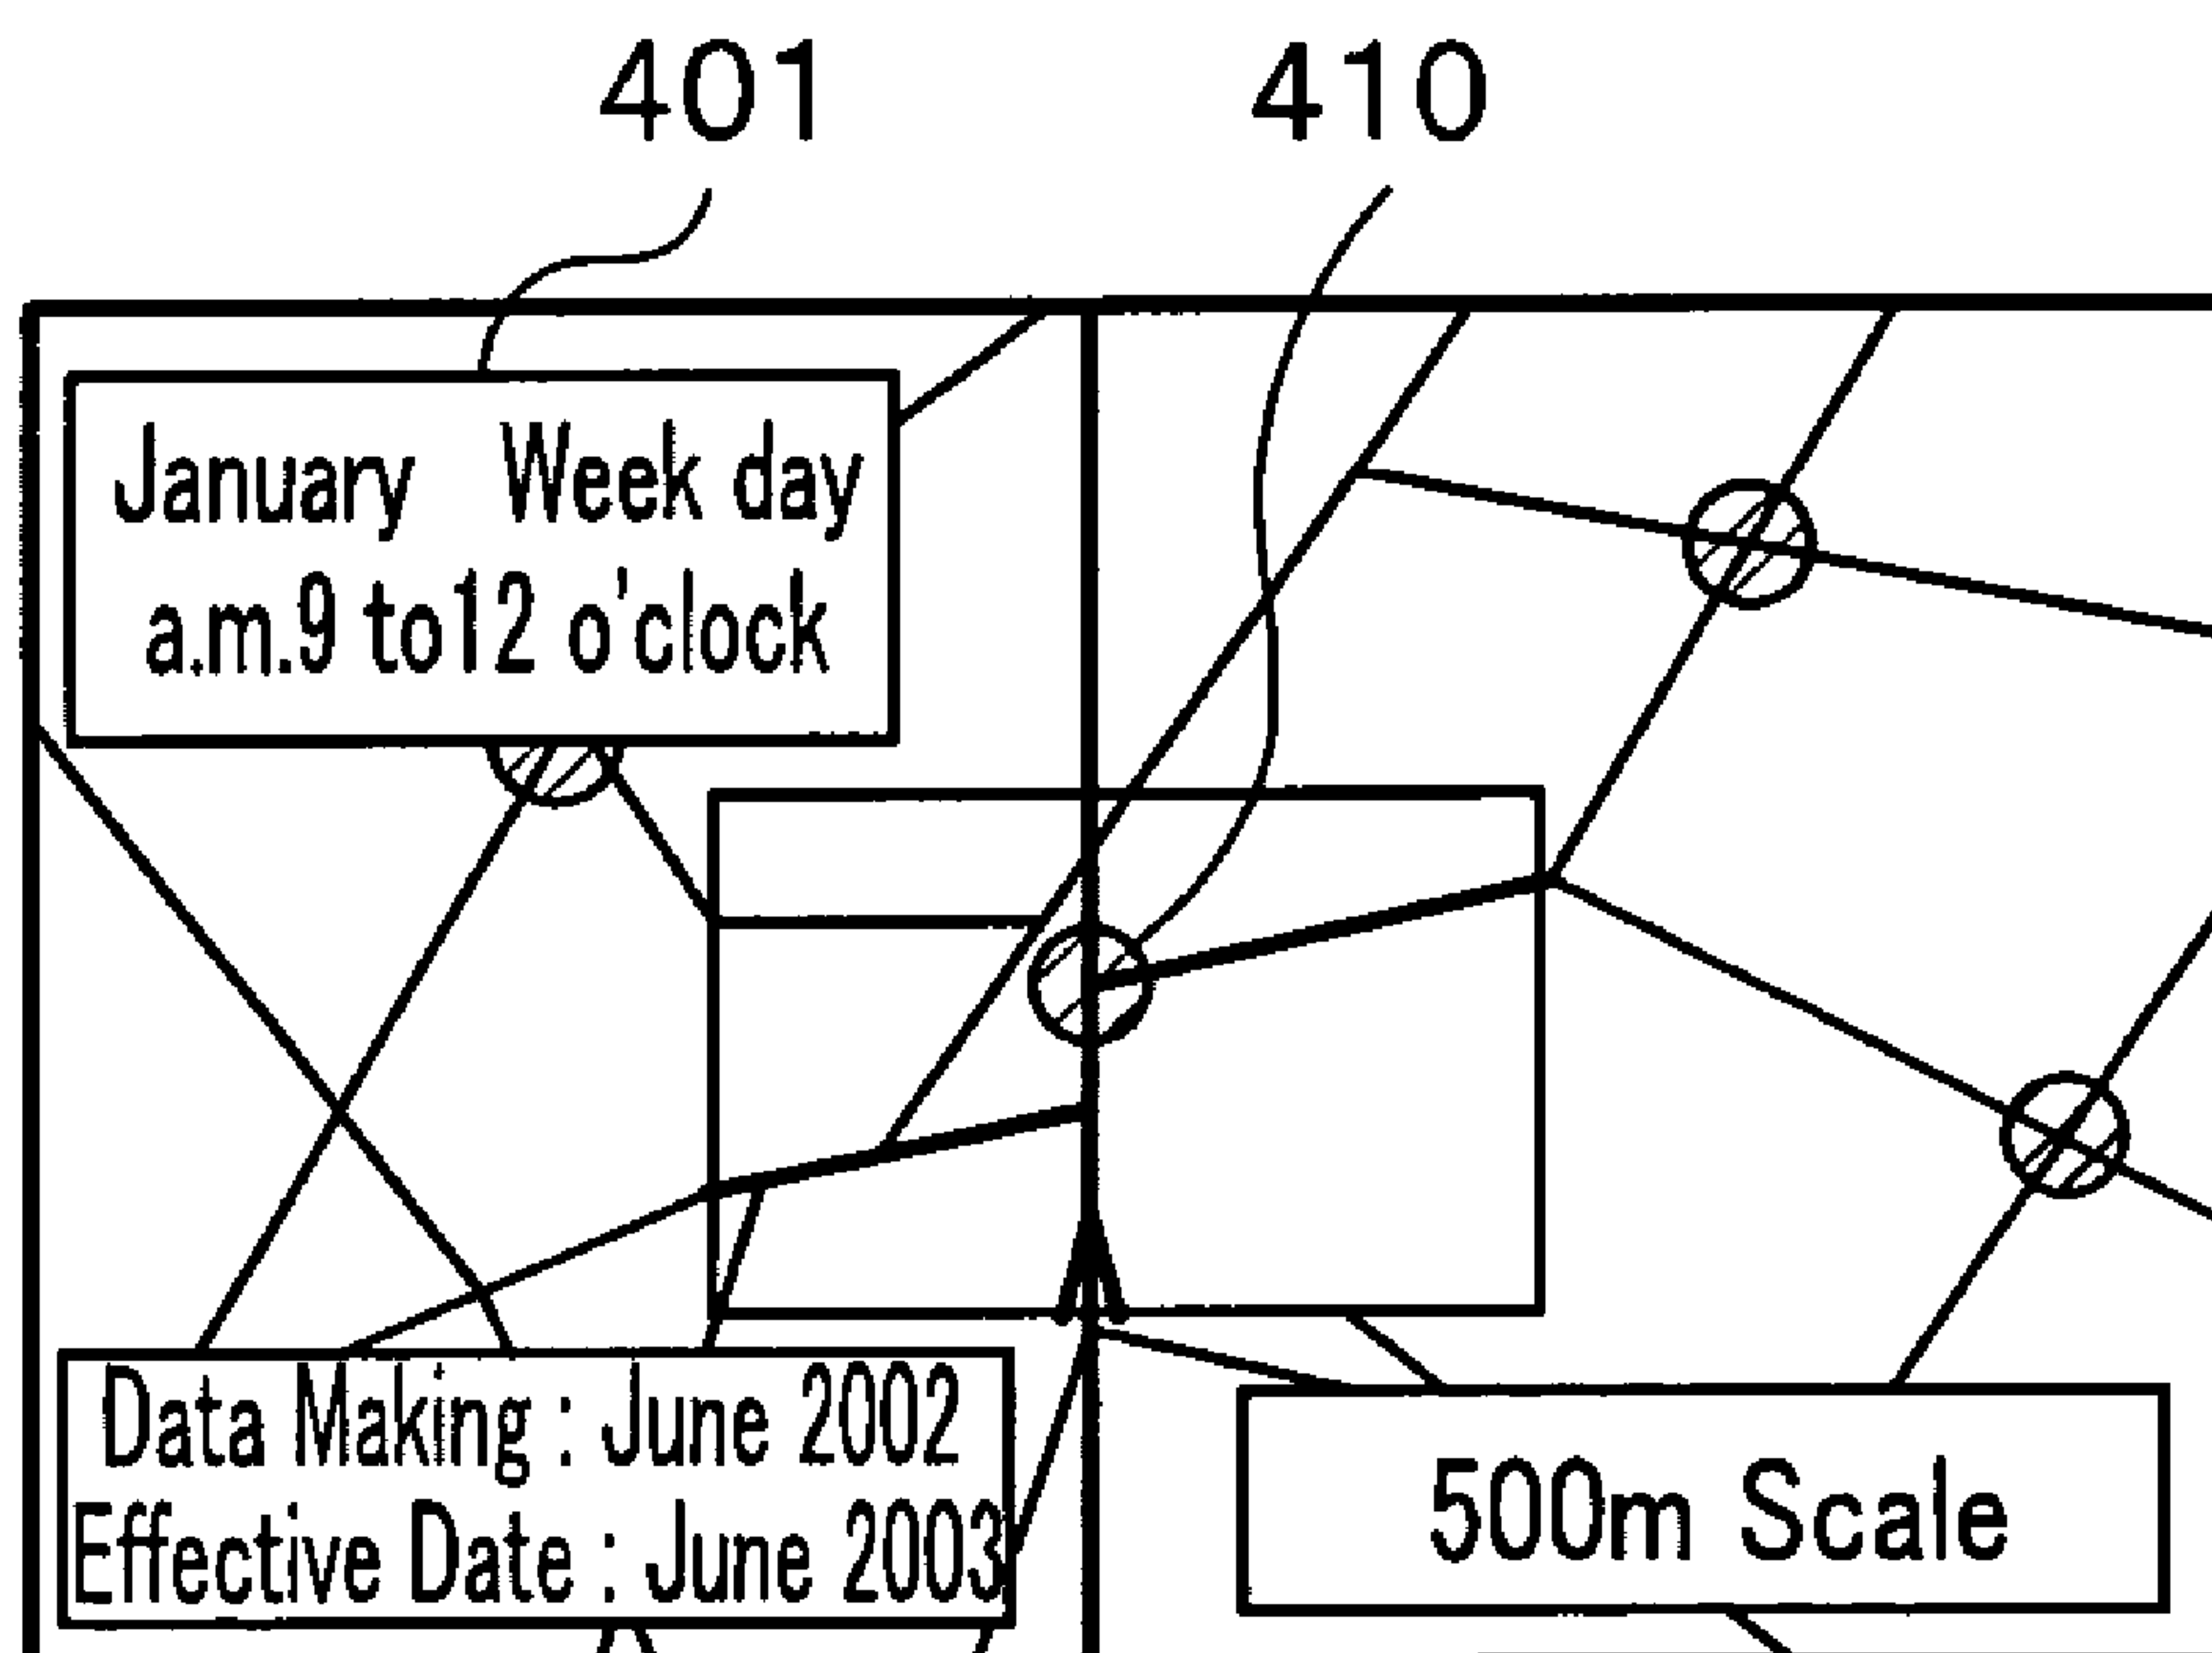 401 410
January Week day
a.m.9 to12 o'clock
Data Making : June 2002
Effective Date : June 2003
500m Scale